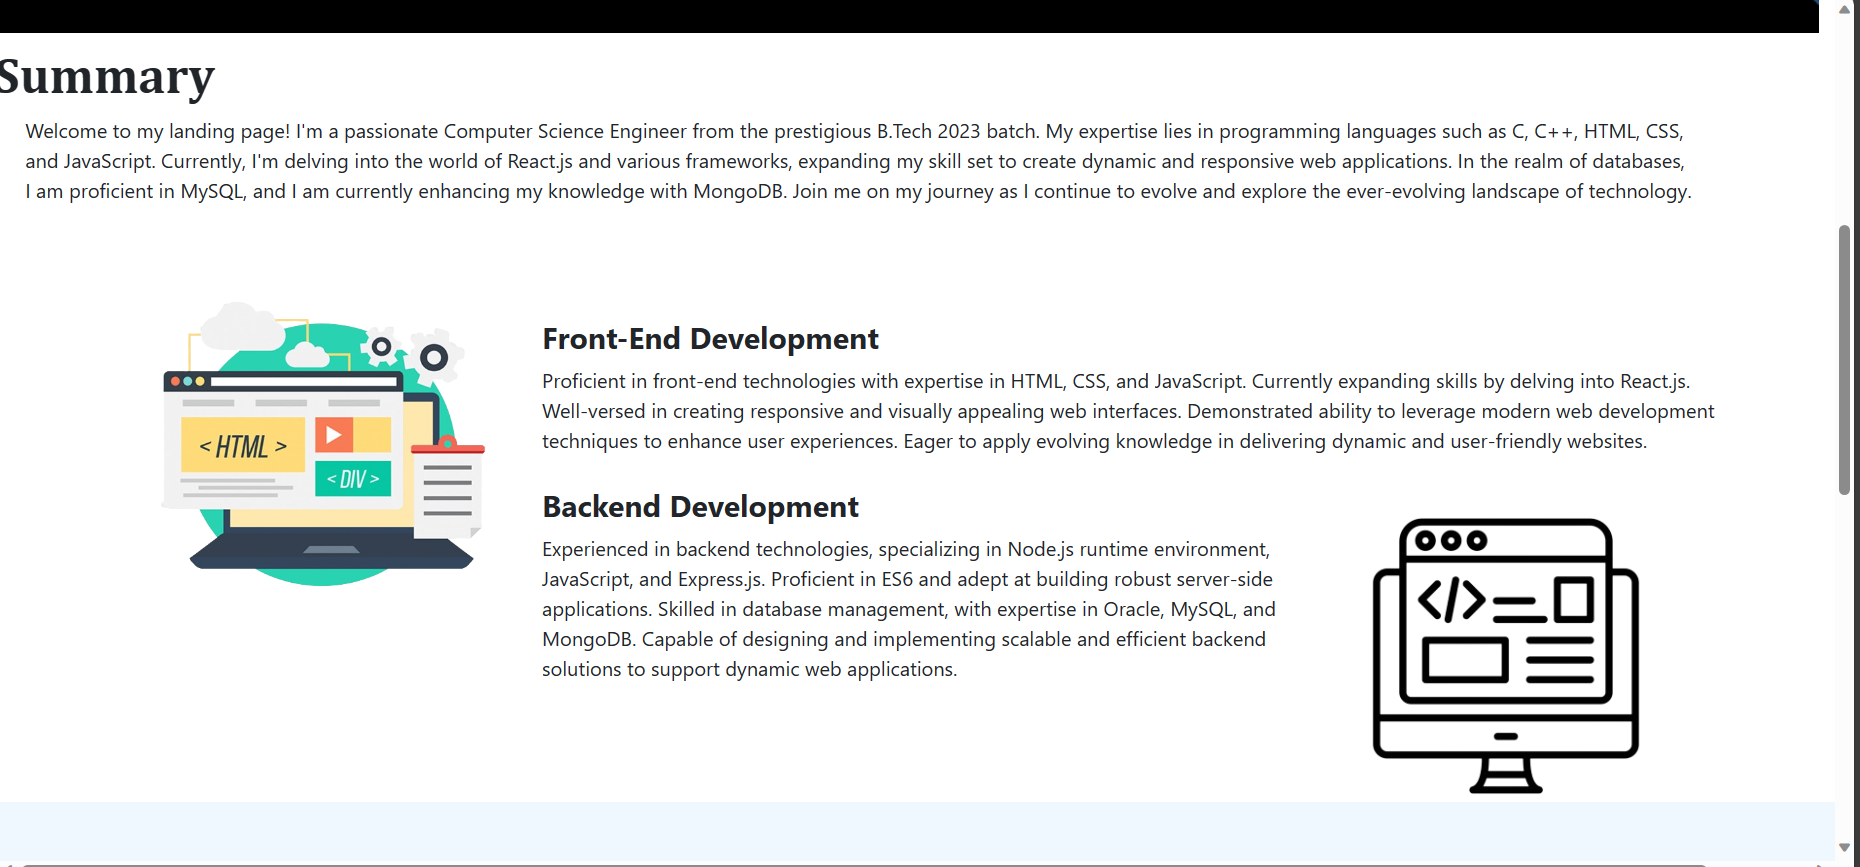 Summary
Welcome to my landing page! I'm a passionate Computer Science Engineer from the prestigious B.Tech 2023 batch. My expertise lies in programming languages such as C, C++, HTML, CSS,
and JavaScript. Currently, I'm delving into the world of React.js and various frameworks, expanding my skill set to create dynamic and responsive web applications. In the realm of databases,
I am proficient in MySQL, and I am currently enhancing my knowledge with MongoDB. Join me on my journey as I continue to evolve and explore the ever-evolving landscape of technology.
< HTML >
< DIV >
Front-End Development
Proficient in front-end technologies with expertise in HTML, CSS, and JavaScript. Currently expanding skills by delving into React.js.
Well-versed in creating responsive and visually appealing web interfaces. Demonstrated ability to leverage modern web development
techniques to enhance user experiences. Eager to apply evolving knowledge in delivering dynamic and user-friendly websites.
Backend Development
Experienced in backend technologies, specializing in Node.js runtime environment,
JavaScript, and Express.js. Proficient in ES6 and adept at building robust server-side
applications. Skilled in database management, with expertise in Oracle, MySQL, and
MongoDB. Capable of designing and implementing scalable and efficient backend
solutions to support dynamic web applications.
</>